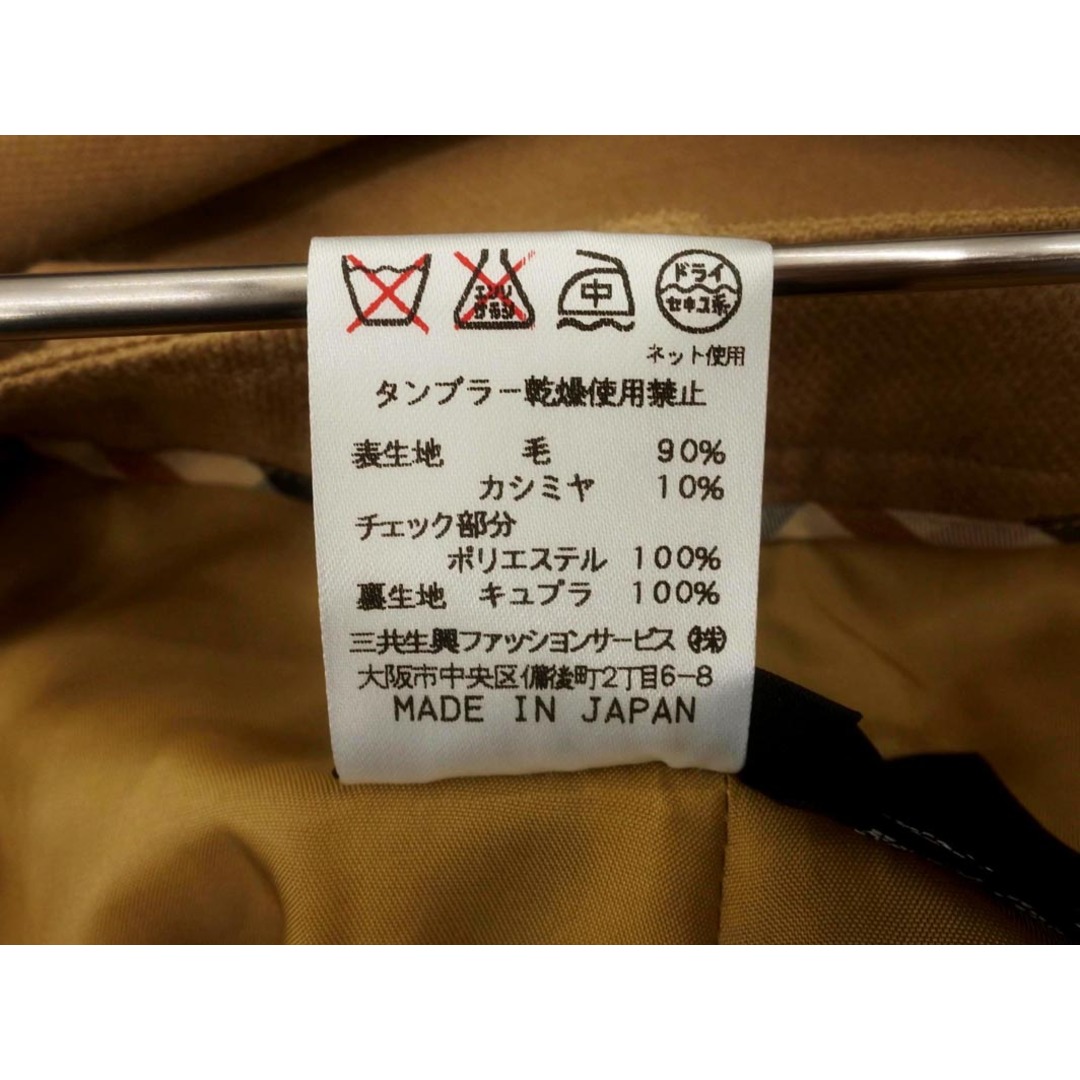 エンソ 中 ドライ
サラシ セキユ系
ネット使用
タンブラー乾燥使用禁止
表生地 毛 90%
カシミヤ 10%
チェック部分
ポリエステル 100%
裏生地 キュプラ 100%
三共生興ファッションサービス㈱
大阪市中央区備後町2丁目6-8
MADE IN JAPAN